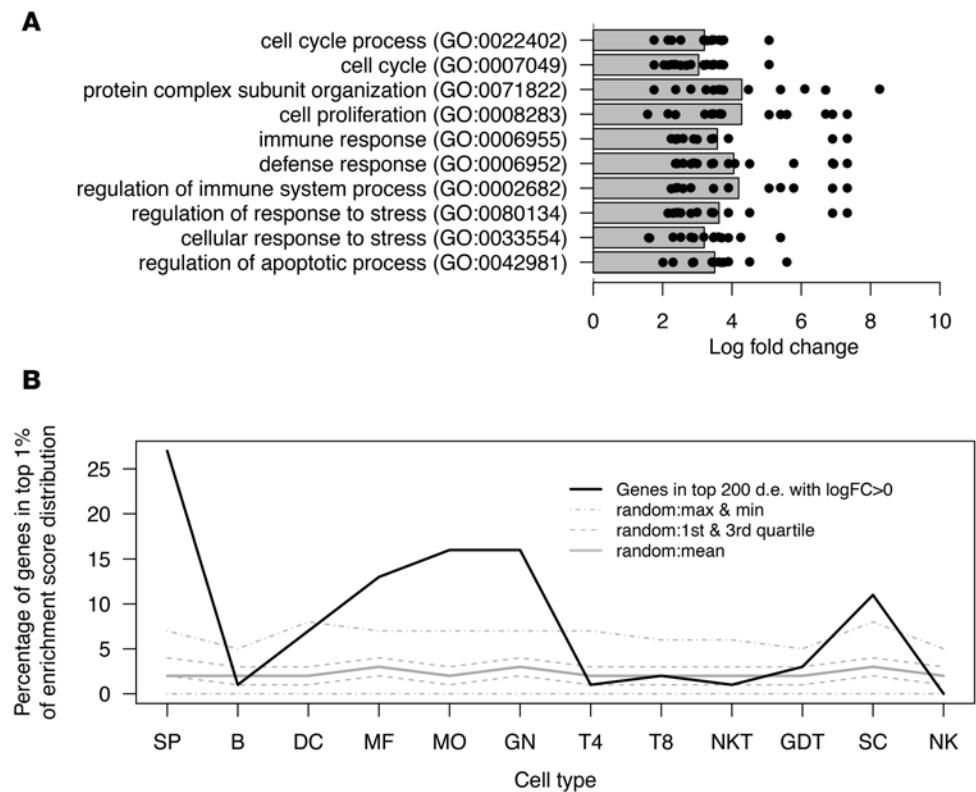 A
cell cycle process (GO:0022402)
cell cycle (GO:0007049)
protein complex subunit organization (GO:0071822)
cell proliferation (GO:0008283)
immune response (GO:0006955)
defense response (GO:0006952)
regulation of immune system process (GO:0002682)
regulation of response to stress (GO:0080134)
cellular response to stress (GO:0033554)
regulation of apoptotic process (GO:0042981)
0 2 4 6 8 10
Log fold change
B
Percentage of genes in top 1%
of enrichment score distribution
25
20
15
10
5
0
Genes in top 200 d.e. with logFC>0
random:max & min
random:1st & 3rd quartile
random:mean
SP B DC MF MO GN T4 T8 NKT GDT SC NK
Cell type